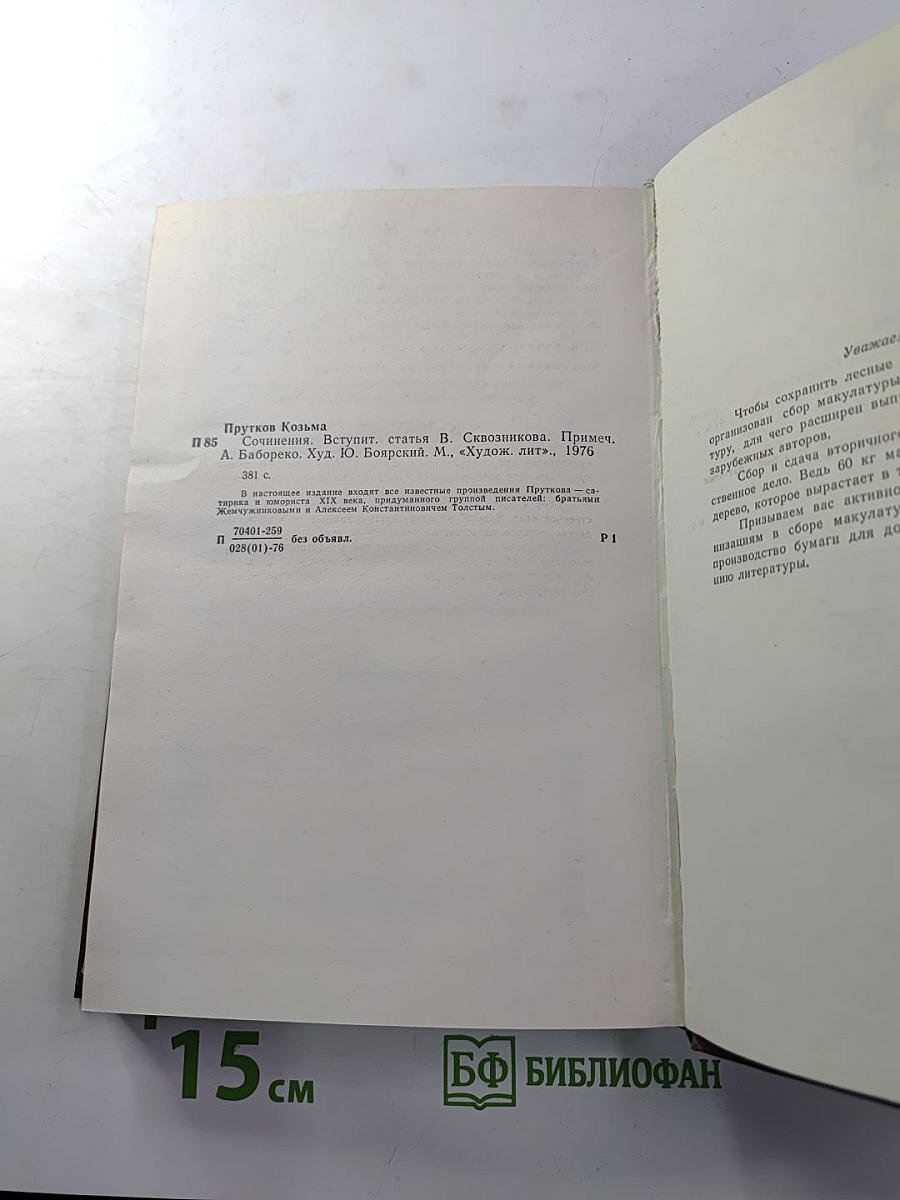 Прутков Козьма
П 85 Сочинения. Вступит. статья В. Сквозникова. Примеч.
А. Бабореко. Худ. Ю. Боярский. М., «Худож. лит»., 1976
381 с.
В настоящее издание входят все известные произведения Пруткова — са-
тирика и юмориста XIX века, придуманного группой писателей: братьями
Жемчужниковыми и Алексеем Константиновичем Толстым.
П 70401-259
028(01)-76 без объявл. Р1
Чтобы сохранить лесные
организован сбор макулатуры
туру, для чего расширен вып
зарубежных авторов.
Сбор и сдача вторичного
ственное дело. Ведь 60 кг ма
дерево, которое вырастает в т
Призываем вас активно
низациям в сборе макулату
производство бумаги для до
нию литературы.
15 см
БФ БИБЛИОФАН